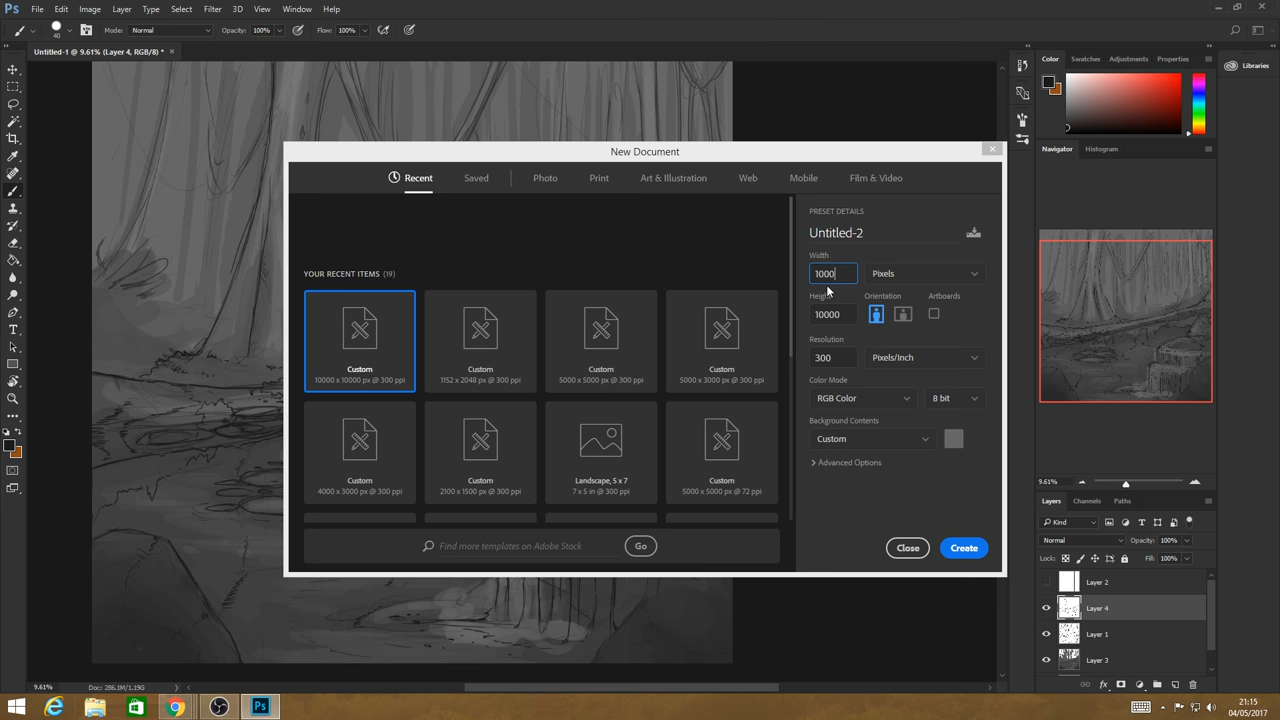 Ps File Edit Image Layer Type Select Filter 3D View Window Help
40 Mode: Normal Opacity: 100% Flow: 100%
Untitled-1 @ 9.61% (Layer 4, RGB/8) * ×
Color Swatches Adjustments Properties
Libraries
Navigator Histogram
9.61%
New Document
Recent Saved Photo Print Art & Illustration Web Mobile Film & Video
YOUR RECENT ITEMS (19)
Custom Custom Custom Custom
10000 x 10000 px @ 300 ppi 1152 x 2048 px @ 300 ppi 5000 x 5000 px @ 300 ppi 5000 x 3000 px @ 300 ppi
Custom Custom Landscape, 5 x 7 Custom
4000 x 3000 px @ 300 ppi 2100 x 1500 px @ 300 ppi 7 x 5 in @ 300 ppi 5000 x 5000 px @ 72 ppi
Find more templates on Adobe Stock Go
PRESET DETAILS
Untitled-2
Width
1000 Pixels
Height Orientation Artboards
10000
Resolution
300 Pixels/Inch
Color Mode
RGB Color 8 bit
Background Contents
Custom
Advanced Options
Close Create
Layers Channels Paths
Kind
Normal Opacity: 100%
Lock: Fill: 100%
Layer 2
Layer 4
Layer 1
Layer 3
9.61% Doc: 286.1M/1.19G
Ps
21:15
04/05/2017